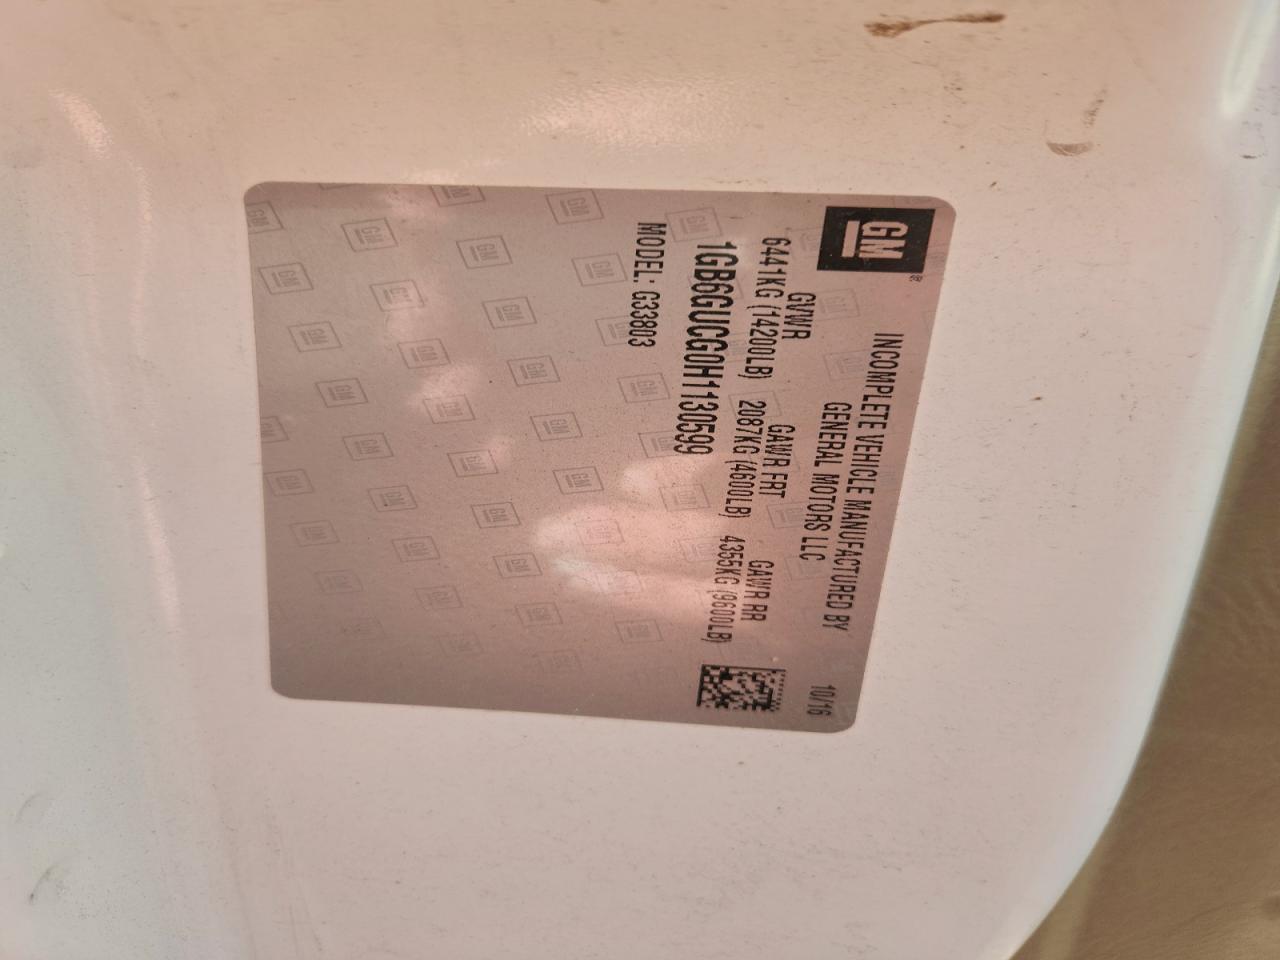 GM
®
INCOMPLETE VEHICLE MANUFACTURED BY
GENERAL MOTORS LLC
10/16
GVWR GAWR FRT GAWR RR
6441KG (14200LB) 2087KG (4600LB) 4355KG (9600LB)
1GB6GUCG0H1130599
MODEL: G33803